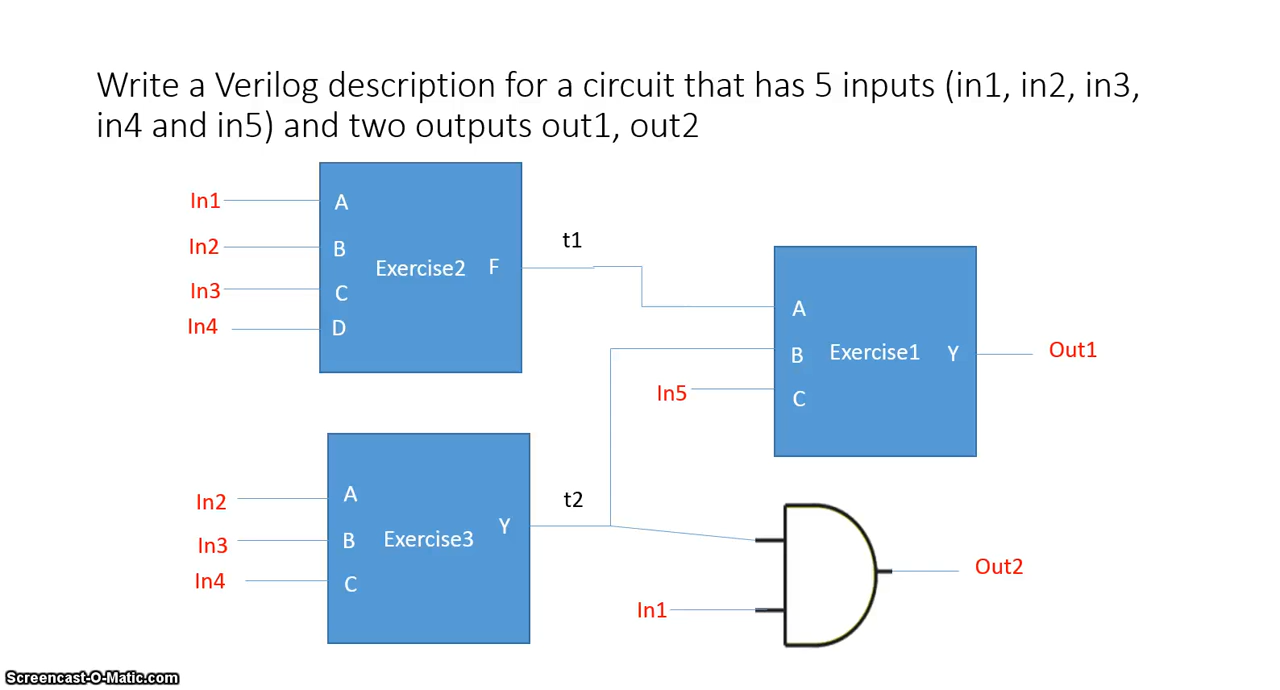 Write a Verilog description for a circuit that has 5 inputs (in1, in2, in3,
in4 and in5) and two outputs out1, out2
In1
A
In2
B
In3
C
In4
D
Exercise2
F
t1
A
B
Exercise1
Y
Out1
In5
C
In2
A
In3
B
Exercise3
Y
In4
C
t2
In1
Out2
Screencast-O-Matic.com